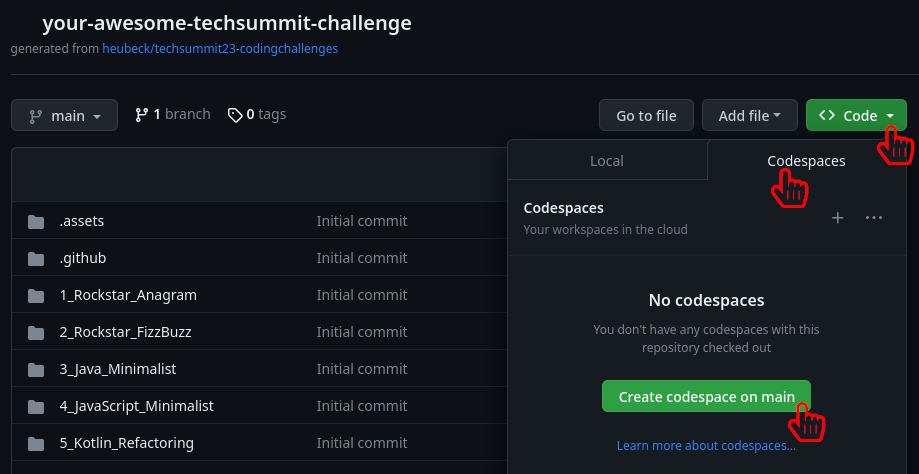 your-awesome-techsummit-challenge
generated from heubeck/techsummit23-codingchallenges
main
1 branch
0 tags
Go to file
Add file
Code
Local
Codespaces
Codespaces
Your workspaces in the cloud
No codespaces
You don't have any codespaces with this
repository checked out
Create codespace on main
Learn more about codespaces...
.assets Initial commit
.github Initial commit
1_Rockstar_Anagram Initial commit
2_Rockstar_FizzBuzz Initial commit
3_Java_Minimalist Initial commit
4_JavaScript_Minimalist Initial commit
5_Kotlin_Refactoring Initial commit